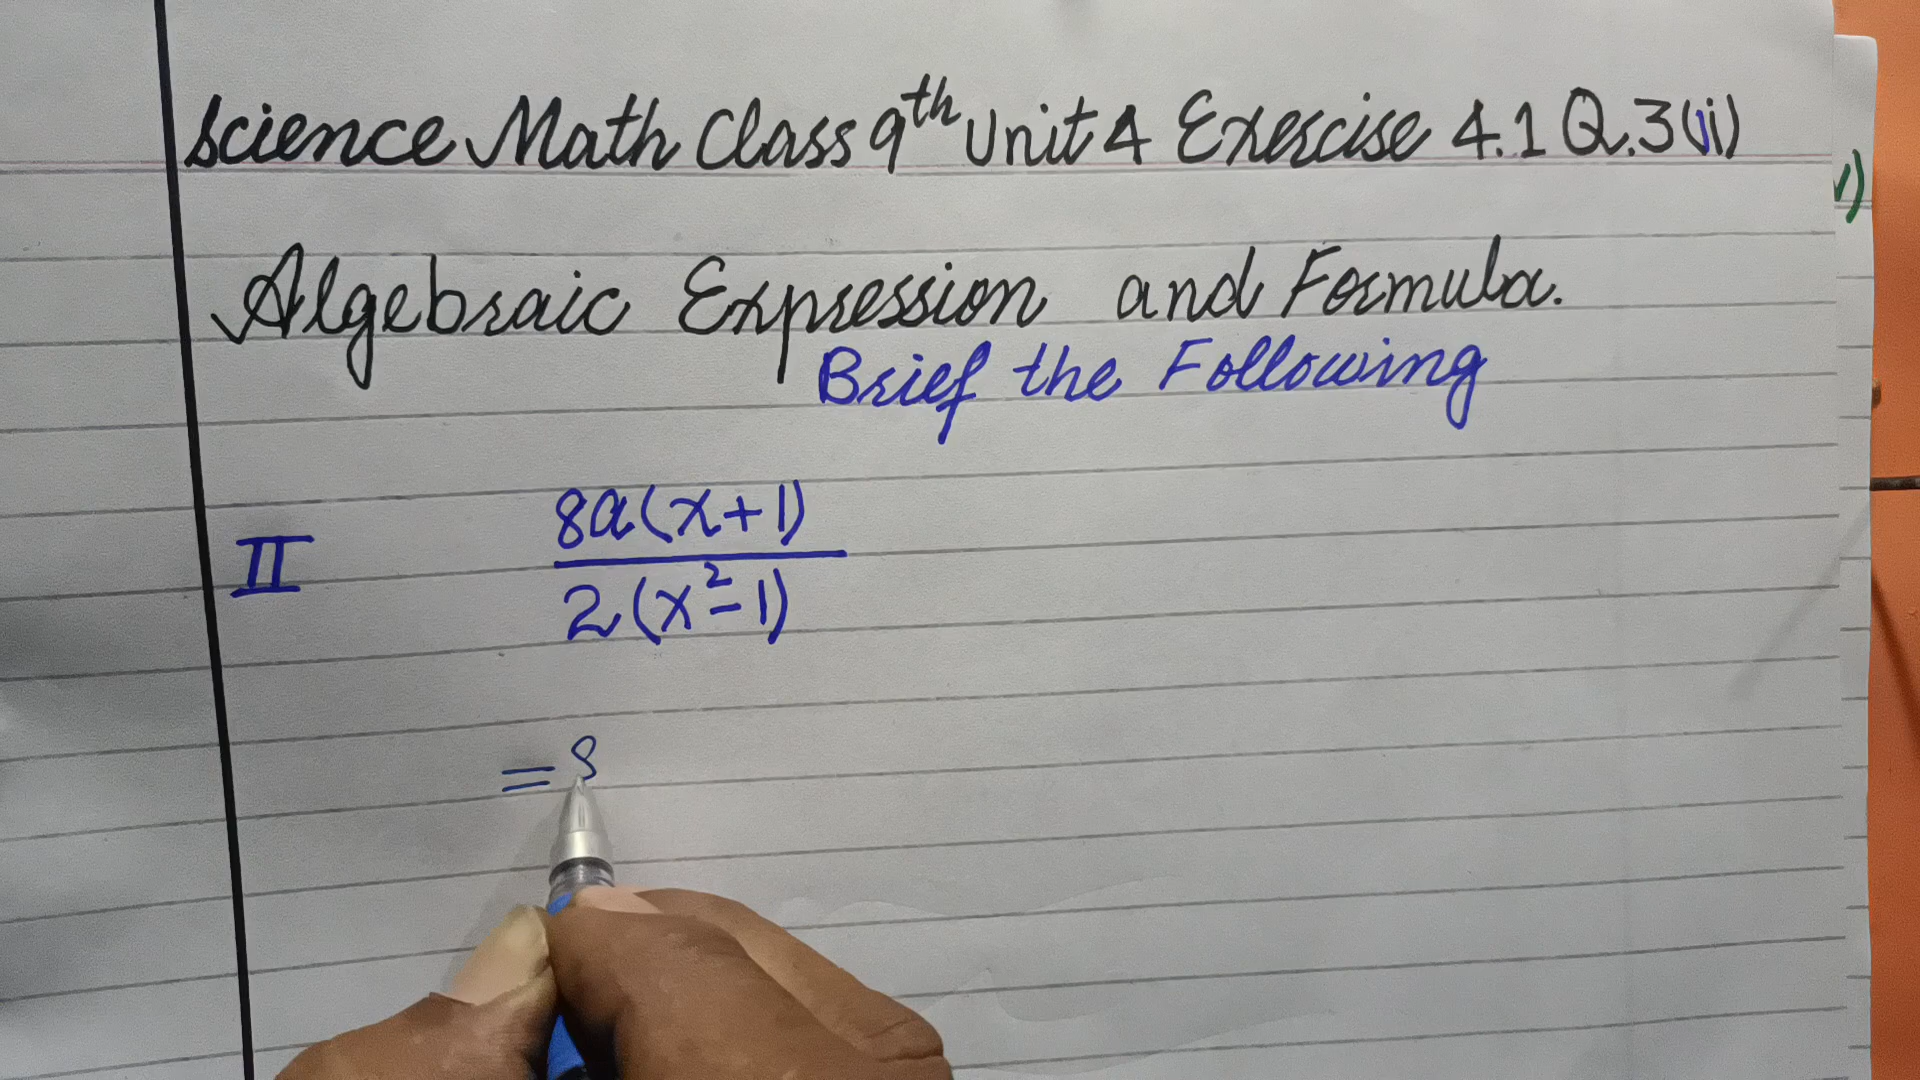 Science Math Class 9th Unit 4 Exercise 4.1 Q.3(ii)
v)
Algebraic Expression and Formula.
Brief the Following
II 8a(x+1)
2(x²-1)
= 8